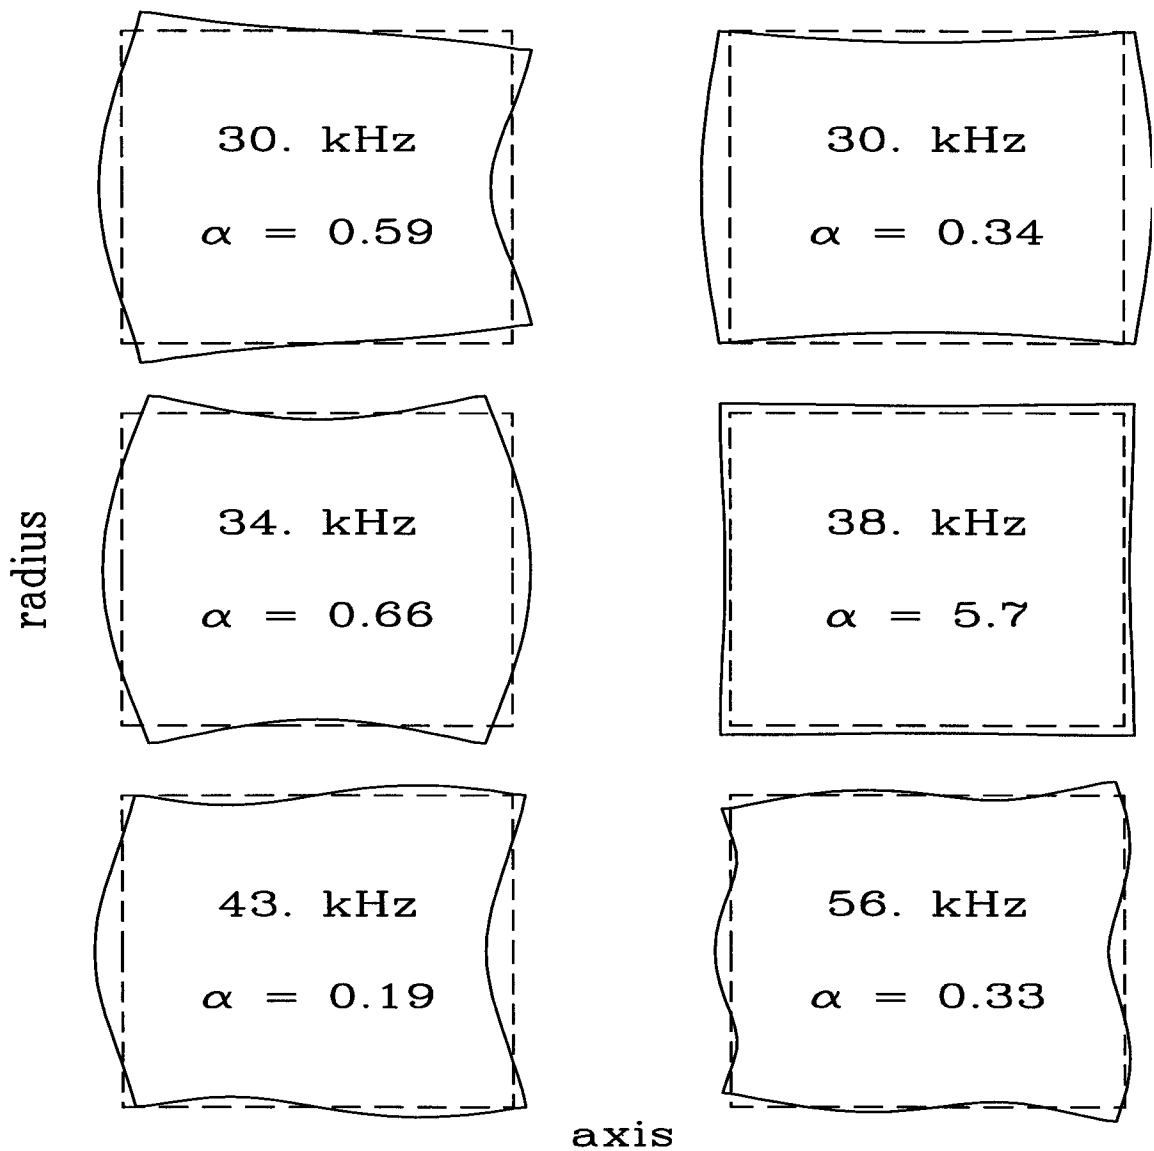 30. kHz
α = 0.59
30. kHz
α = 0.34
34. kHz
α = 0.66
38. kHz
α = 5.7
43. kHz
α = 0.19
56. kHz
α = 0.33
radius
axis